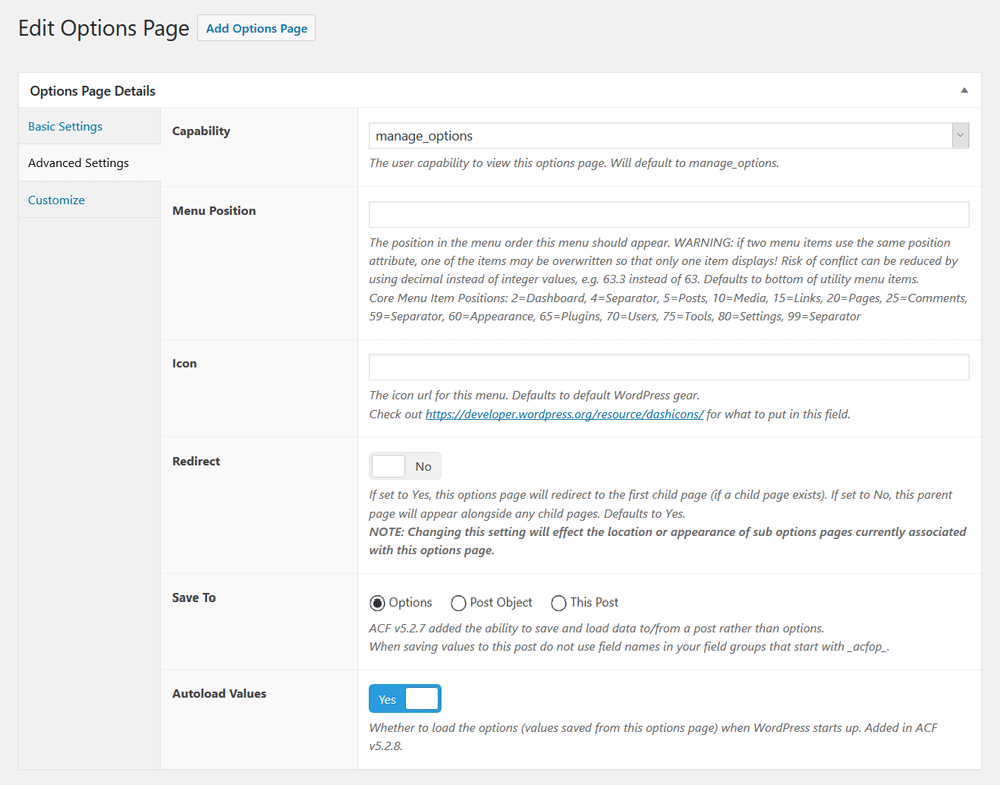 Edit Options Page
Add Options Page
Options Page Details
Basic Settings
Advanced Settings
Customize
Capability
manage_options
The user capability to view this options page. Will default to manage_options.
Menu Position
The position in the menu order this menu should appear. WARNING: if two menu items use the same position
attribute, one of the items may be overwritten so that only one item displays! Risk of conflict can be reduced by
using decimal instead of integer values, e.g. 63.3 instead of 63. Defaults to bottom of utility menu items.
Core Menu Item Positions: 2=Dashboard, 4=Separator, 5=Posts, 10=Media, 15=Links, 20=Pages, 25=Comments,
59=Separator, 60=Appearance, 65=Plugins, 70=Users, 75=Tools, 80=Settings, 99=Separator
Icon
The icon url for this menu. Defaults to default WordPress gear.
Check out https://developer.wordpress.org/resource/dashicons/ for what to put in this field.
Redirect
No
If set to Yes, this options page will redirect to the first child page (if a child page exists). If set to No, this parent
page will appear alongside any child pages. Defaults to Yes.
NOTE: Changing this setting will effect the location or appearance of sub options pages currently associated
with this options page.
Save To
Options Post Object This Post
ACF v5.2.7 added the ability to save and load data to/from a post rather than options.
When saving values to this post do not use field names in your field groups that start with _acfop_.
Autoload Values
Yes
Whether to load the options (values saved from this options page) when WordPress starts up. Added in ACF
v5.2.8.